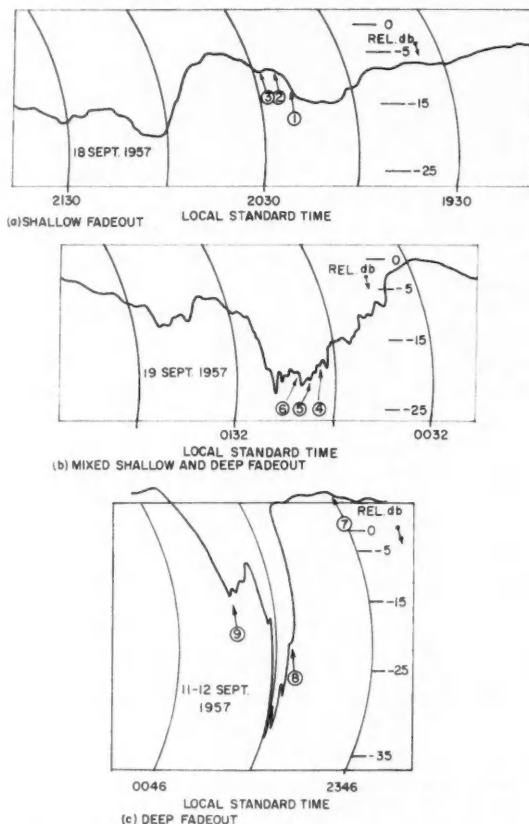 0
REL. db
-5
-15
-25
③ ② ①
18 SEPT. 1957
2130 2030 1930
(a) SHALLOW FADEOUT LOCAL STANDARD TIME
0
REL. db
-5
-15
-25
19 SEPT. 1957
⑥ ⑤ ④
0132 0032
LOCAL STANDARD TIME
(b) MIXED SHALLOW AND DEEP FADEOUT
REL. db
⑦
0
-5
-15
⑨
-25
⑧
11-12 SEPT.
1957
-35
0046 2346
LOCAL STANDARD TIME
(c) DEEP FADEOUT